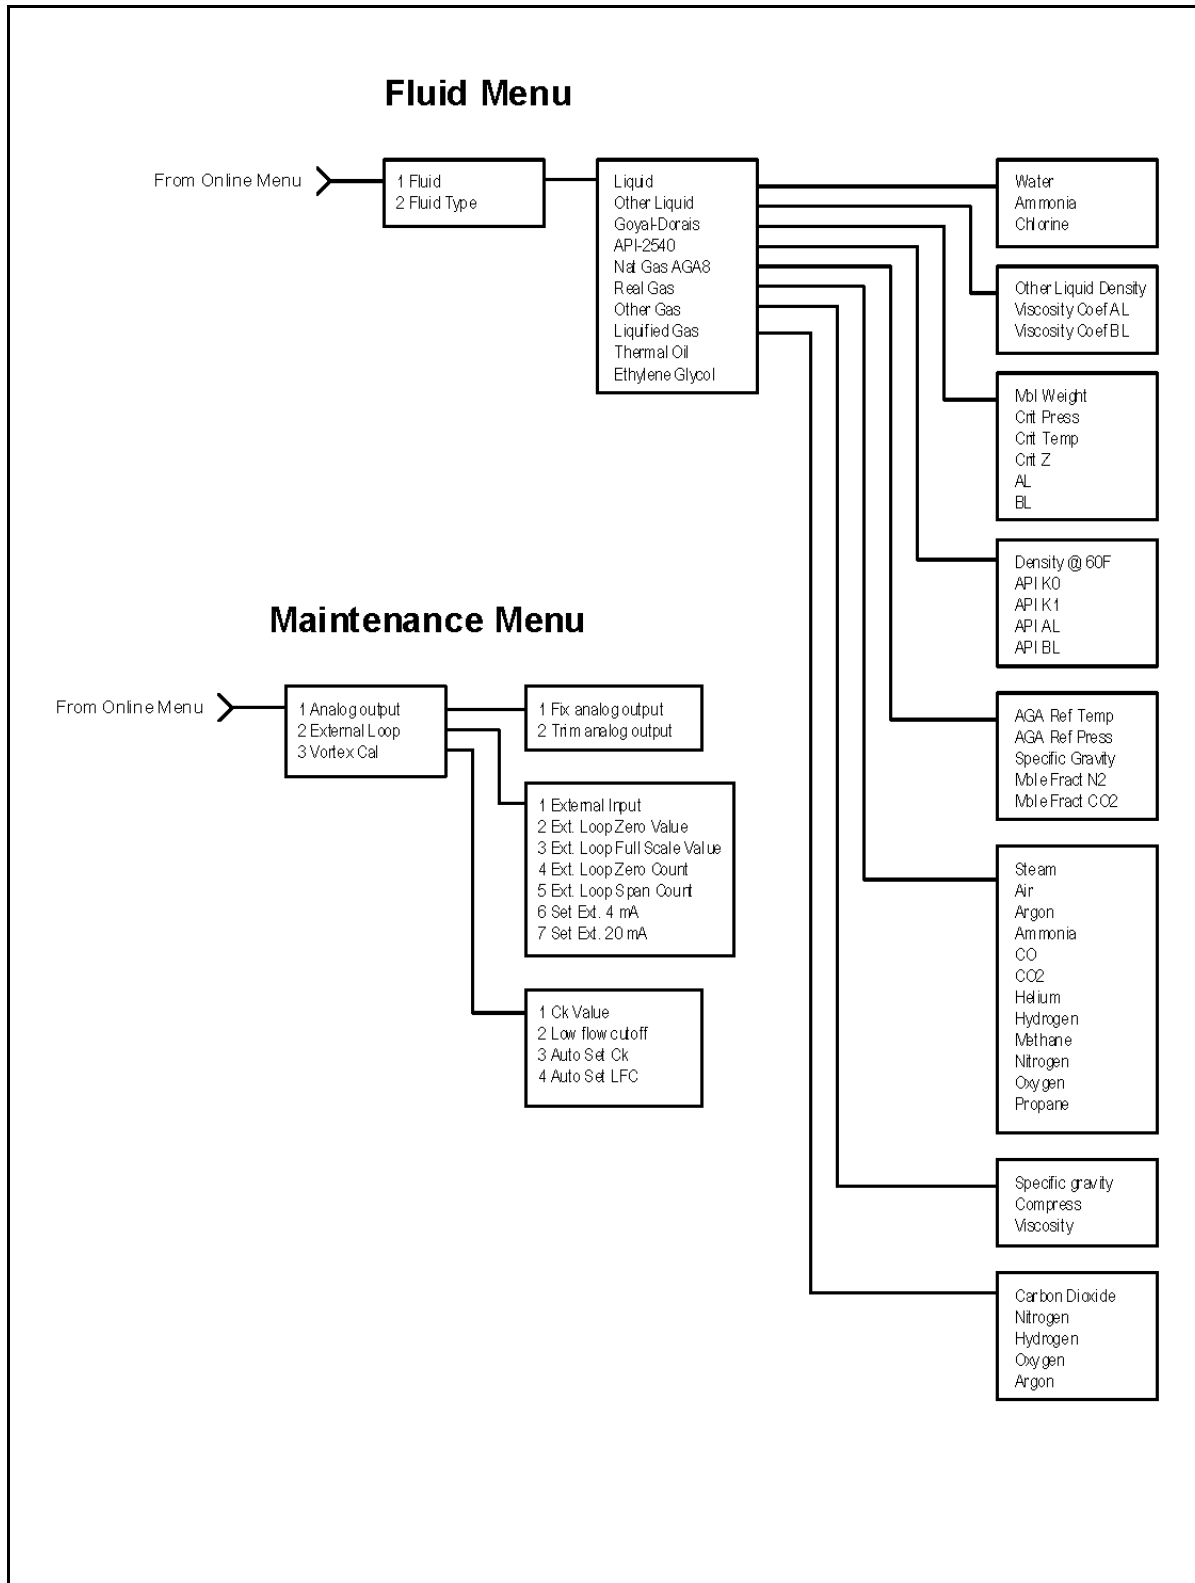 Fluid Menu
From Online Menu
1 Fluid
2 Fluid Type
Liquid
Other Liquid
Goyal-Dorais
API-2540
Nat Gas AGA8
Real Gas
Other Gas
Liquified Gas
Thermal Oil
Ethylene Glycol
Water
Ammonia
Chlorine
Other Liquid Density
Viscosity Coef AL
Viscosity Coef BL
Mol Weight
Crit Press
Crit Temp
Crit Z
AL
BL
Density @ 60F
API K0
API K1
API AL
API BL
AGA Ref Temp
AGA Ref Press
Specific Gravity
Mole Fract N2
Mole Fract CO2
Steam
Air
Argon
Ammonia
CO
CO2
Helium
Hydrogen
Methane
Nitrogen
Oxygen
Propane
Specific gravity
Compress
Viscosity
Carbon Dioxide
Nitrogen
Hydrogen
Oxygen
Argon
Maintenance Menu
From Online Menu
1 Analog output
2 External Loop
3 Vortex Cal
1 Fix analog output
2 Trim analog output
1 External Input
2 Ext. Loop Zero Value
3 Ext. Loop Full Scale Value
4 Ext. Loop Zero Count
5 Ext. Loop Span Count
6 Set Ext. 4 mA
7 Set Ext. 20 mA
1 Ck Value
2 Low flow cutoff
3 Auto Set Ck
4 Auto Set LFC